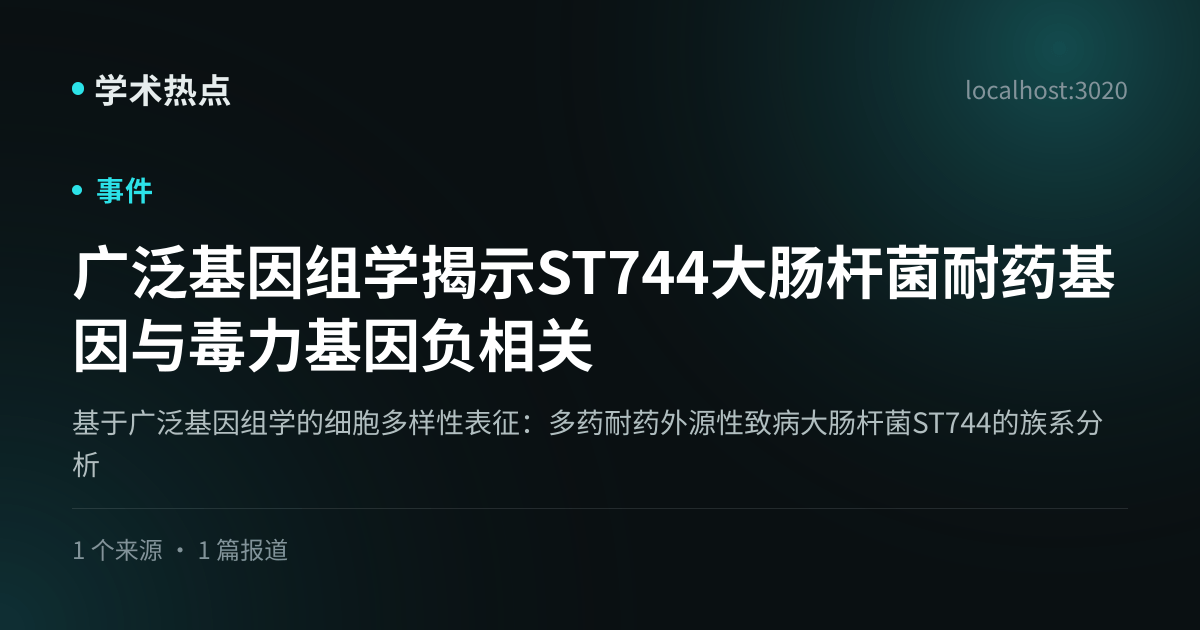 学术热点
localhost:3020
事件
广泛基因组学揭示ST744大肠杆菌耐药基
因与毒力基因负相关
基于广泛基因组学的细胞多样性表征：多药耐药外源性致病大肠杆菌ST744的族系分
析
1 个来源 · 1 篇报道